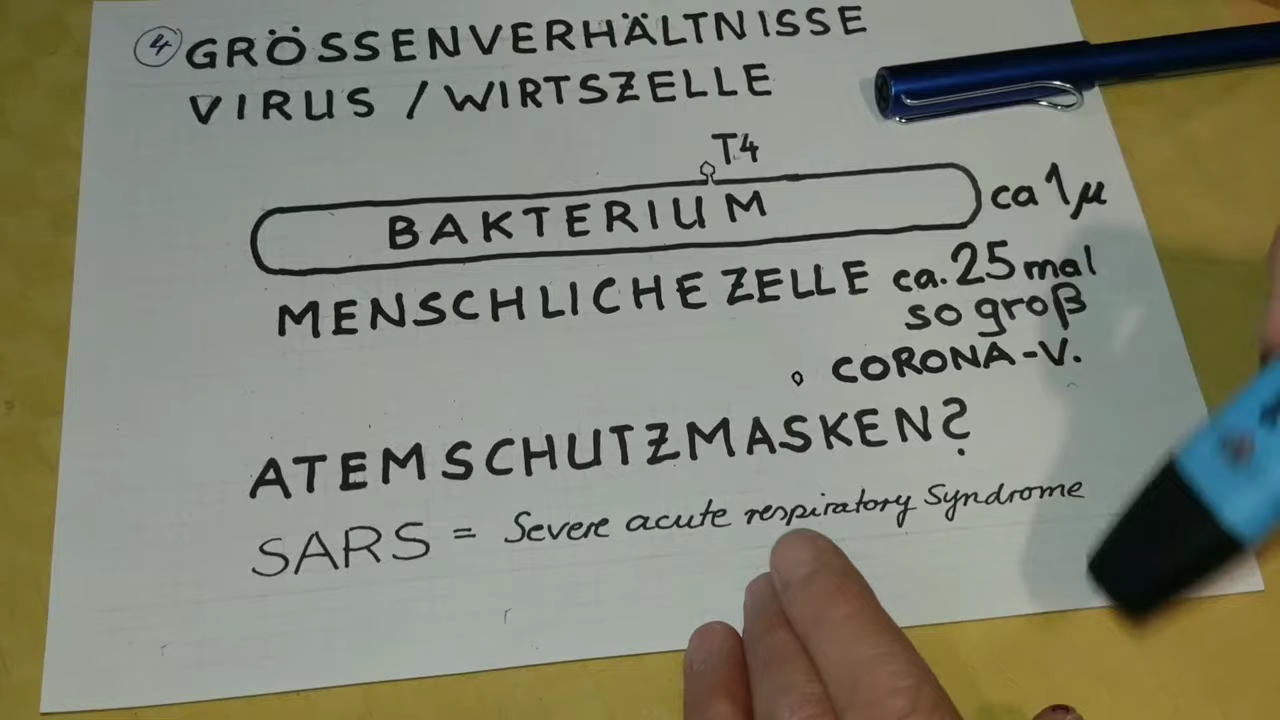 ④ GRÖSSENVERHÄLTNISSE
VIRUS / WIRTSZELLE
T4
BAKTERIUM ca 1µ
MENSCHLICHE ZELLE ca. 25 mal
so groß
CORONA-V.
ATEMSCHUTZMASKEN?
SARS = Severe acute respiratory Syndrome